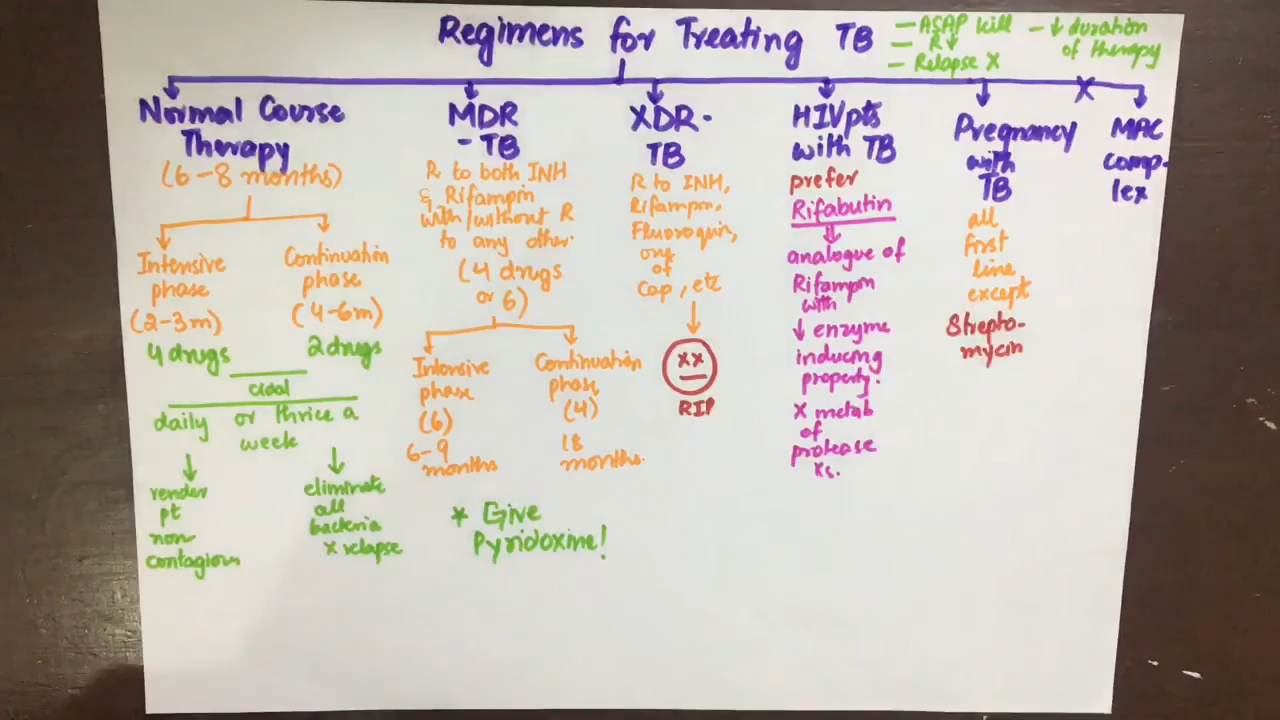 Regimens for Treating TB
- ASAP kill
- R↓
- Relapse X
- ↓ duration
of therapy
Normal Course
Therapy
(6-8 months)
Intensive
phase
(2-3m)
4 drugs
Continuation
phase
(4-6m)
2 drugs
cidal
daily or thrice a
week
render
pt
non
contagious
eliminate
all
bacteria
x relapse
MDR
- TB
R to both INH
& Rifampin
with/without R
to any other.
(4 drugs
or 6)
Intensive
phase
(6)
6-9
months
Continuation
phase
(4)
18
months.
* Give
Pyridoxine!
XDR-
TB
R to INH,
Rifampin,
Fluoroquin,
one
of
Cap, etc
XX
RIP
HIV pts
with TB
prefer
Rifabutin
analogue of
Rifampin
with
↓ enzyme
inducing
property.
X metab
of
protease
Xs.
Pregnancy
with
TB
all
first
line
except
Strepto-
mycin
X
MAC
comp-
lex